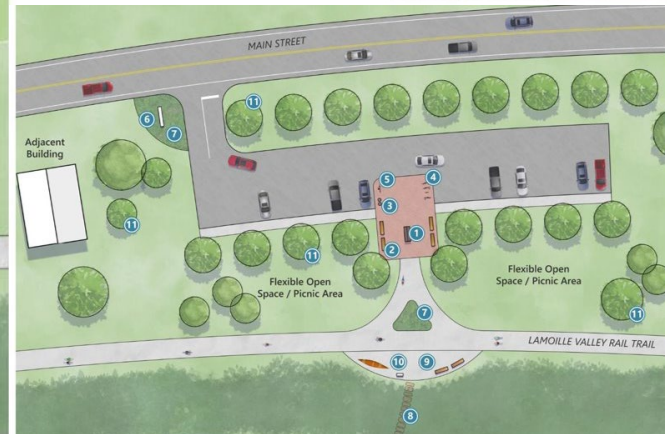 MAIN STREET
11
6
7
Adjacent
Building
5
4
3
11
1
2
11
Flexible Open
Space / Picnic Area
Flexible Open
Space / Picnic Area
7
11
LAMOILLE VALLEY RAIL TRAIL
10
9
8